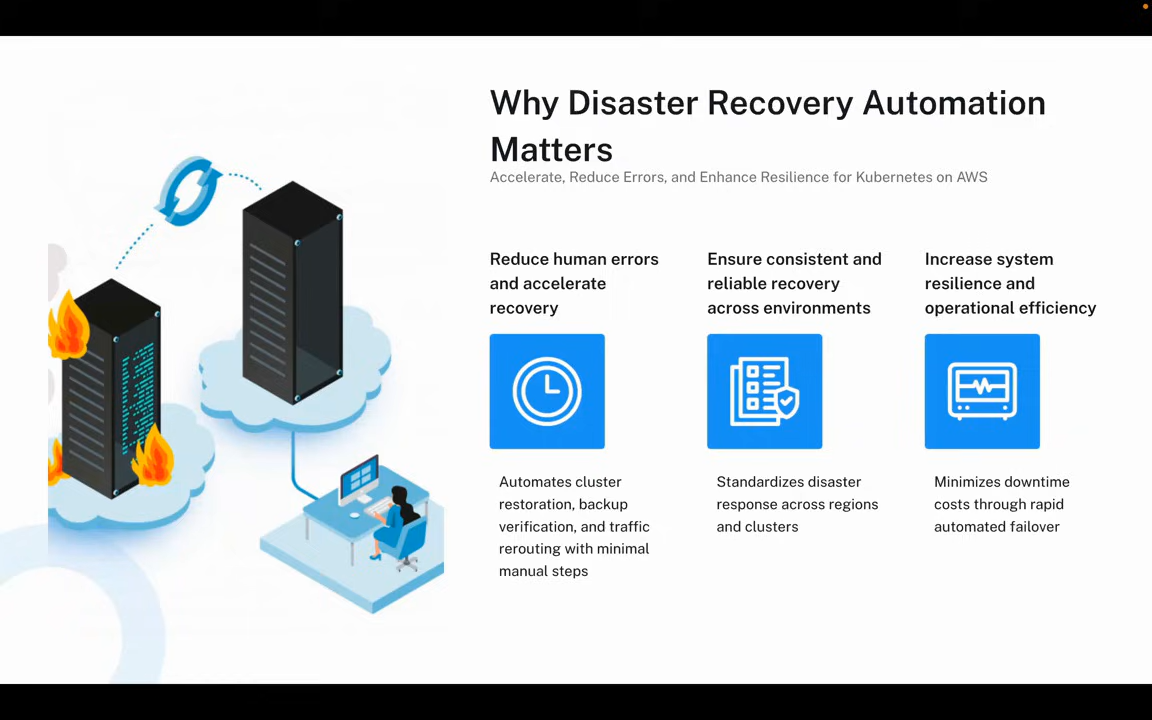 Why Disaster Recovery Automation
Matters
Accelerate, Reduce Errors, and Enhance Resilience for Kubernetes on AWS
Reduce human errors
and accelerate
recovery
Automates cluster
restoration, backup
verification, and traffic
rerouting with minimal
manual steps
Ensure consistent and
reliable recovery
across environments
Standardizes disaster
response across regions
and clusters
Increase system
resilience and
operational efficiency
Minimizes downtime
costs through rapid
automated failover